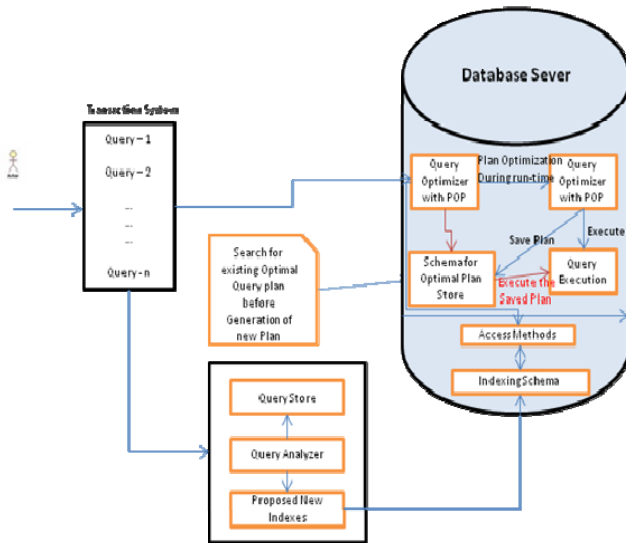 Database Sever
Transaction System
Query – 1
Query – 2
...
...
...
Query - n
Query
Optimizer
with POP
Plan Optimization
During run-time
Query
Optimizer
with POP
Save Plan
Execute
Search for
existing Optimal
Query plan
before
Generation of
new Plan
Schema for
Optimal Plan
Store
Execute the
Saved Plan
Query
Execution
Access Methods
Indexing Schema
Query Store
Query Analyzer
Proposed New
Indexes